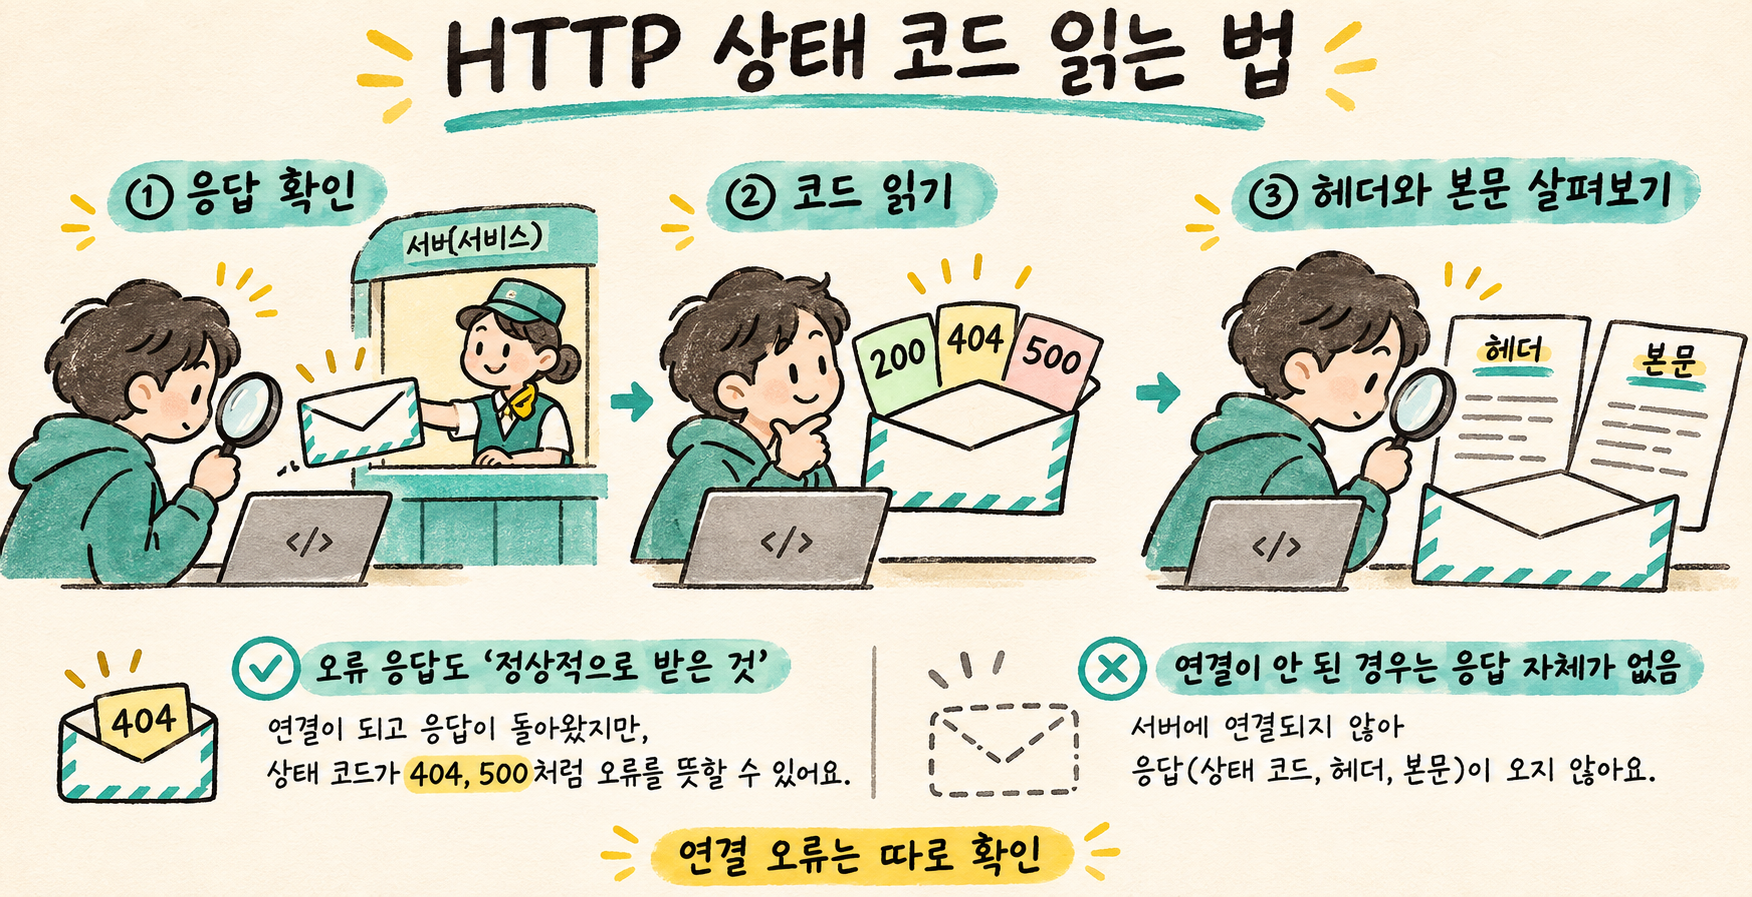 HTTP 상태 코드 읽는 법
① 응답 확인
서버(서비스)
</>
② 코드 읽기
200
404
500
</>
③ 헤더와 본문 살펴보기
헤더
본문
</>
404
오류 응답도 ‘정상적으로 받은 것’
연결이 되고 응답이 돌아왔지만,
상태 코드가 404, 500처럼 오류를 뜻할 수 있어요.
연결이 안 된 경우는 응답 자체가 없음
서버에 연결되지 않아
응답(상태 코드, 헤더, 본문)이 오지 않아요.
연결 오류는 따로 확인